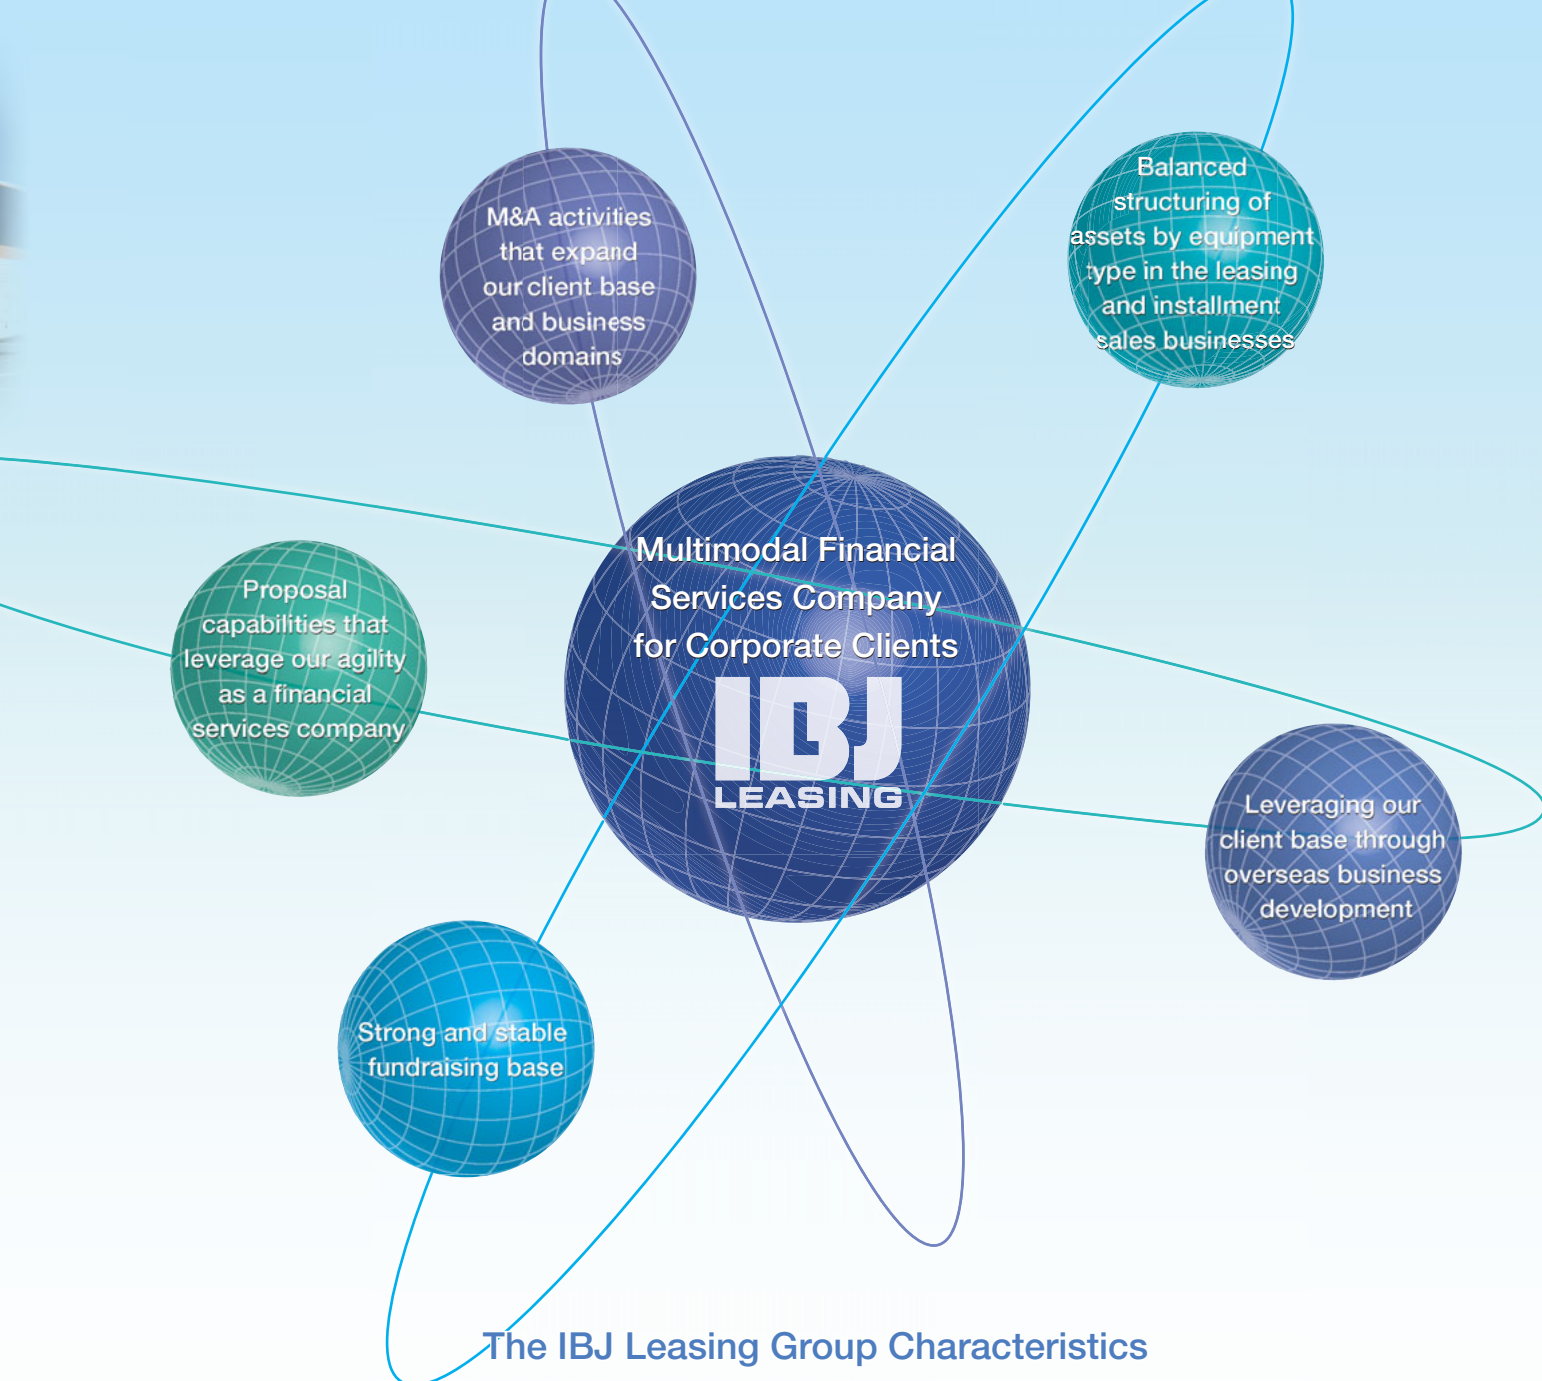 M&A activities
that expand
our client base
and business
domains
Balanced
structuring of
assets by equipment
type in the leasing
and installment
sales businesses
Multimodal Financial
Services Company
for Corporate Clients
IBJ
LEASING
Proposal
capabilities that
leverage our agility
as a financial
services company
Leveraging our
client base through
overseas business
development
Strong and stable
fundraising base
The IBJ Leasing Group Characteristics